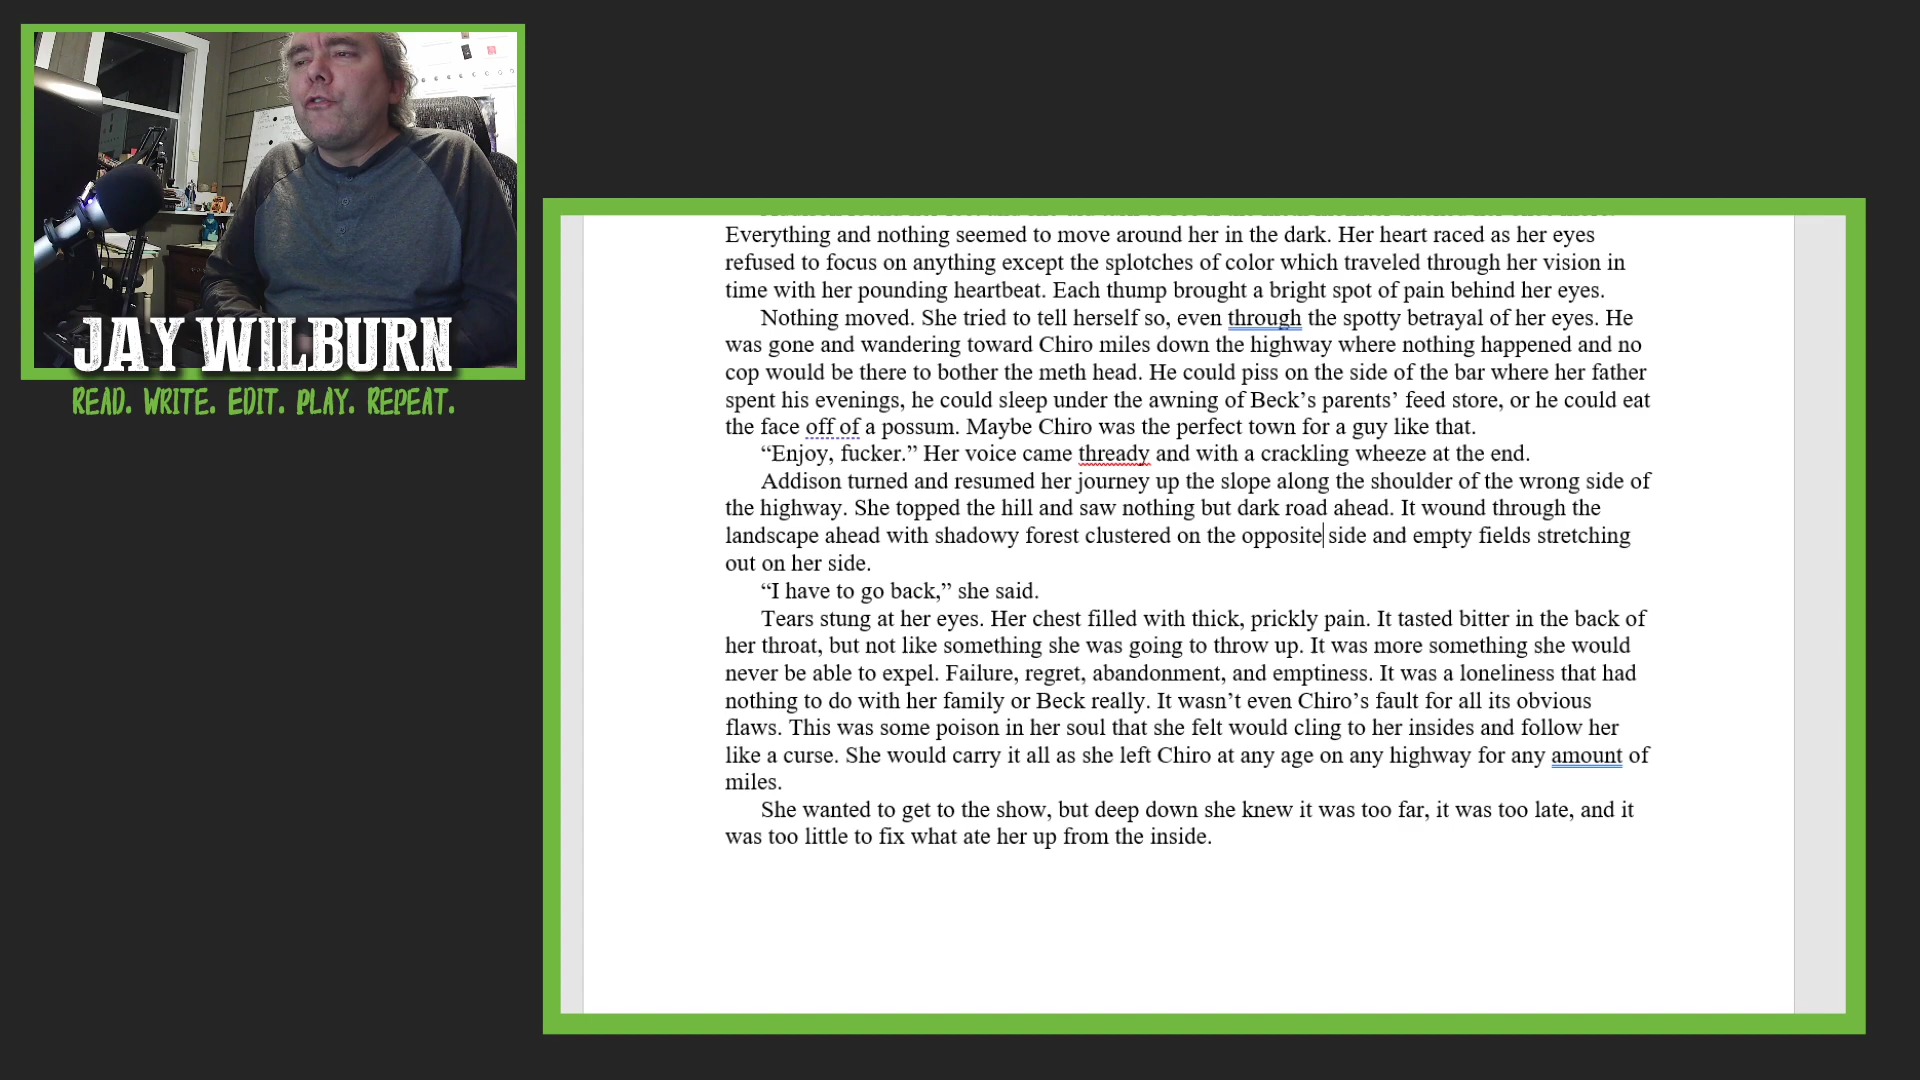 JAY WILBURN
READ. WRITE. EDIT. PLAY. REPEAT.
Everything and nothing seemed to move around her in the dark. Her heart raced as her eyes
refused to focus on anything except the splotches of color which traveled through her vision in
time with her pounding heartbeat. Each thump brought a bright spot of pain behind her eyes.
Nothing moved. She tried to tell herself so, even through the spotty betrayal of her eyes. He
was gone and wandering toward Chiro miles down the highway where nothing happened and no
cop would be there to bother the meth head. He could piss on the side of the bar where her father
spent his evenings, he could sleep under the awning of Beck’s parents’ feed store, or he could eat
the face off of a possum. Maybe Chiro was the perfect town for a guy like that.
“Enjoy, fucker.” Her voice came thready and with a crackling wheeze at the end.
Addison turned and resumed her journey up the slope along the shoulder of the wrong side of
the highway. She topped the hill and saw nothing but dark road ahead. It wound through the
landscape ahead with shadowy forest clustered on the opposite side and empty fields stretching
out on her side.
“I have to go back,” she said.
Tears stung at her eyes. Her chest filled with thick, prickly pain. It tasted bitter in the back of
her throat, but not like something she was going to throw up. It was more something she would
never be able to expel. Failure, regret, abandonment, and emptiness. It was a loneliness that had
nothing to do with her family or Beck really. It wasn’t even Chiro’s fault for all its obvious
flaws. This was some poison in her soul that she felt would cling to her insides and follow her
like a curse. She would carry it all as she left Chiro at any age on any highway for any amount of
miles.
She wanted to get to the show, but deep down she knew it was too far, it was too late, and it
was too little to fix what ate her up from the inside.